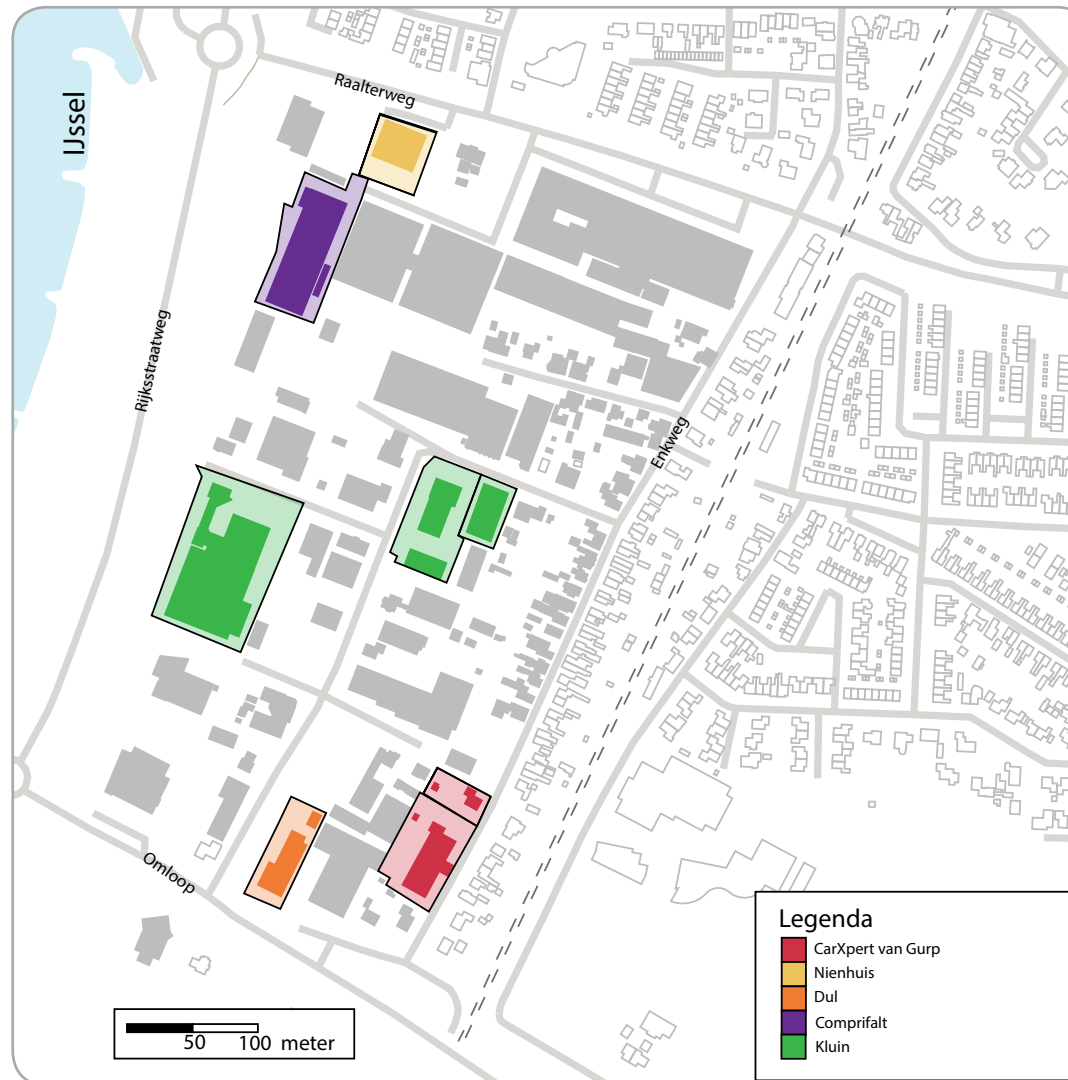 Raalterweg
IJssel
Rijksstraatweg
Enkweg
Omloop
Legenda
CarXpert van Gurp
Nienhuis
Dul
Comprifalt
Kluin
50 100 meter